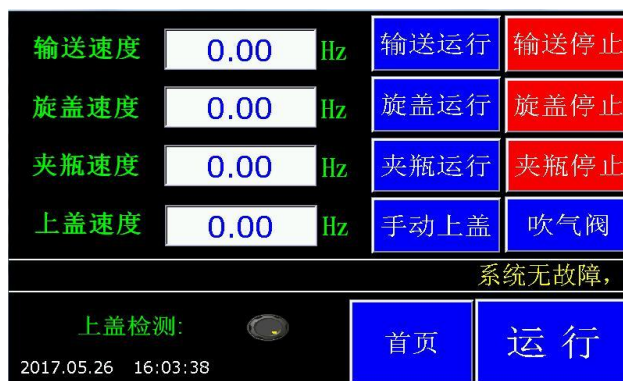 输送速度 0.00 Hz 输送运行 输送停止
旋盖速度 0.00 Hz 旋盖运行 旋盖停止
夹瓶速度 0.00 Hz 夹瓶运行 夹瓶停止
上盖速度 0.00 Hz 手动上盖 吹气阀
系统无故障，
上盖检测: 首页 运行
2017.05.26 16:03:38